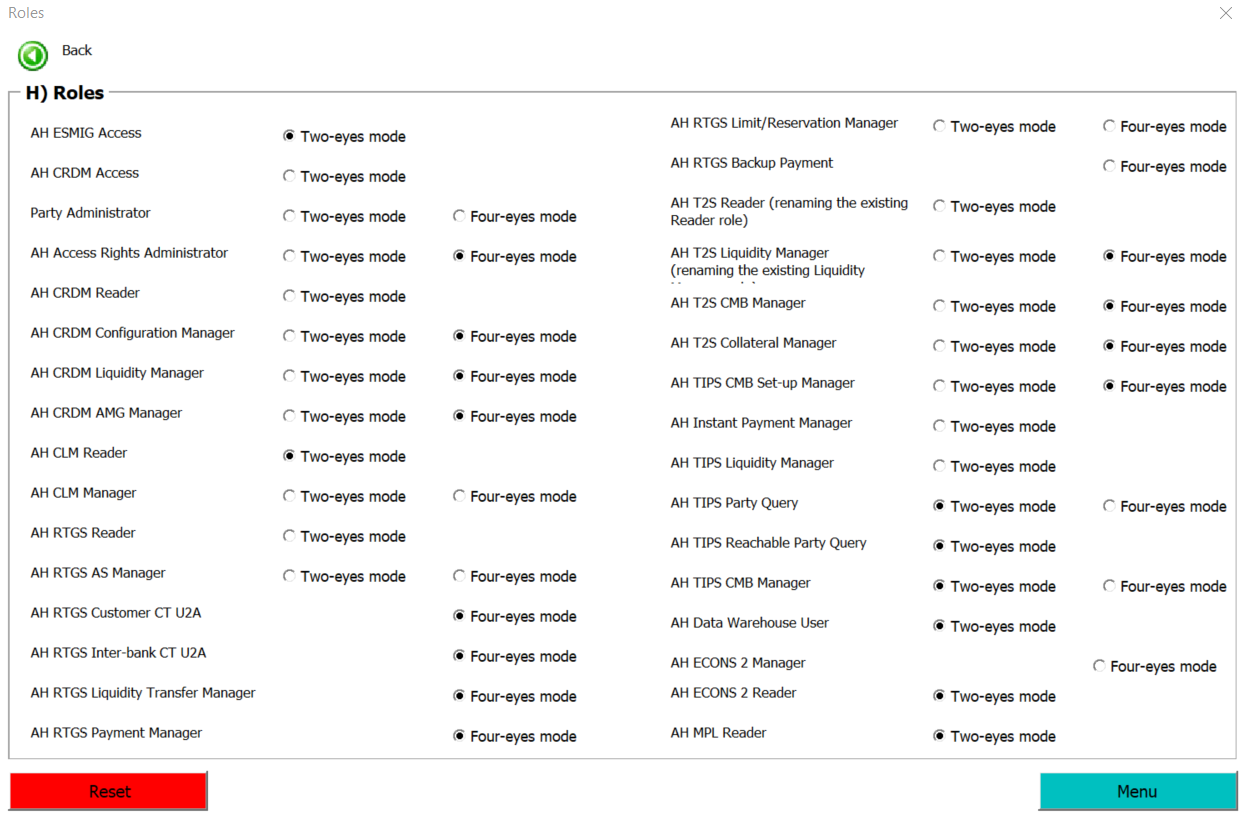 Roles
Back
H) Roles
AH ESMIG Access Two-eyes mode
AH CRDM Access Two-eyes mode
Party Administrator Two-eyes mode Four-eyes mode
AH Access Rights Administrator Two-eyes mode Four-eyes mode
AH CRDM Reader Two-eyes mode
AH CRDM Configuration Manager Two-eyes mode Four-eyes mode
AH CRDM Liquidity Manager Two-eyes mode Four-eyes mode
AH CRDM AMG Manager Two-eyes mode Four-eyes mode
AH CLM Reader Two-eyes mode
AH CLM Manager Two-eyes mode Four-eyes mode
AH RTGS Reader Two-eyes mode
AH RTGS AS Manager Two-eyes mode Four-eyes mode
AH RTGS Customer CT U2A Four-eyes mode
AH RTGS Inter-bank CT U2A Four-eyes mode
AH RTGS Liquidity Transfer Manager Four-eyes mode
AH RTGS Payment Manager Four-eyes mode
AH RTGS Limit/Reservation Manager Two-eyes mode Four-eyes mode
AH RTGS Backup Payment Four-eyes mode
AH T2S Reader (renaming the existing Two-eyes mode
Reader role)
AH T2S Liquidity Manager Two-eyes mode Four-eyes mode
(renaming the existing Liquidity
AH T2S CMB Manager Two-eyes mode Four-eyes mode
AH T2S Collateral Manager Two-eyes mode Four-eyes mode
AH TIPS CMB Set-up Manager Two-eyes mode Four-eyes mode
AH Instant Payment Manager Two-eyes mode
AH TIPS Liquidity Manager Two-eyes mode
AH TIPS Party Query Two-eyes mode Four-eyes mode
AH TIPS Reachable Party Query Two-eyes mode
AH TIPS CMB Manager Two-eyes mode Four-eyes mode
AH Data Warehouse User Two-eyes mode
AH ECONS 2 Manager Four-eyes mode
AH ECONS 2 Reader Two-eyes mode
AH MPL Reader Two-eyes mode
Reset
Menu